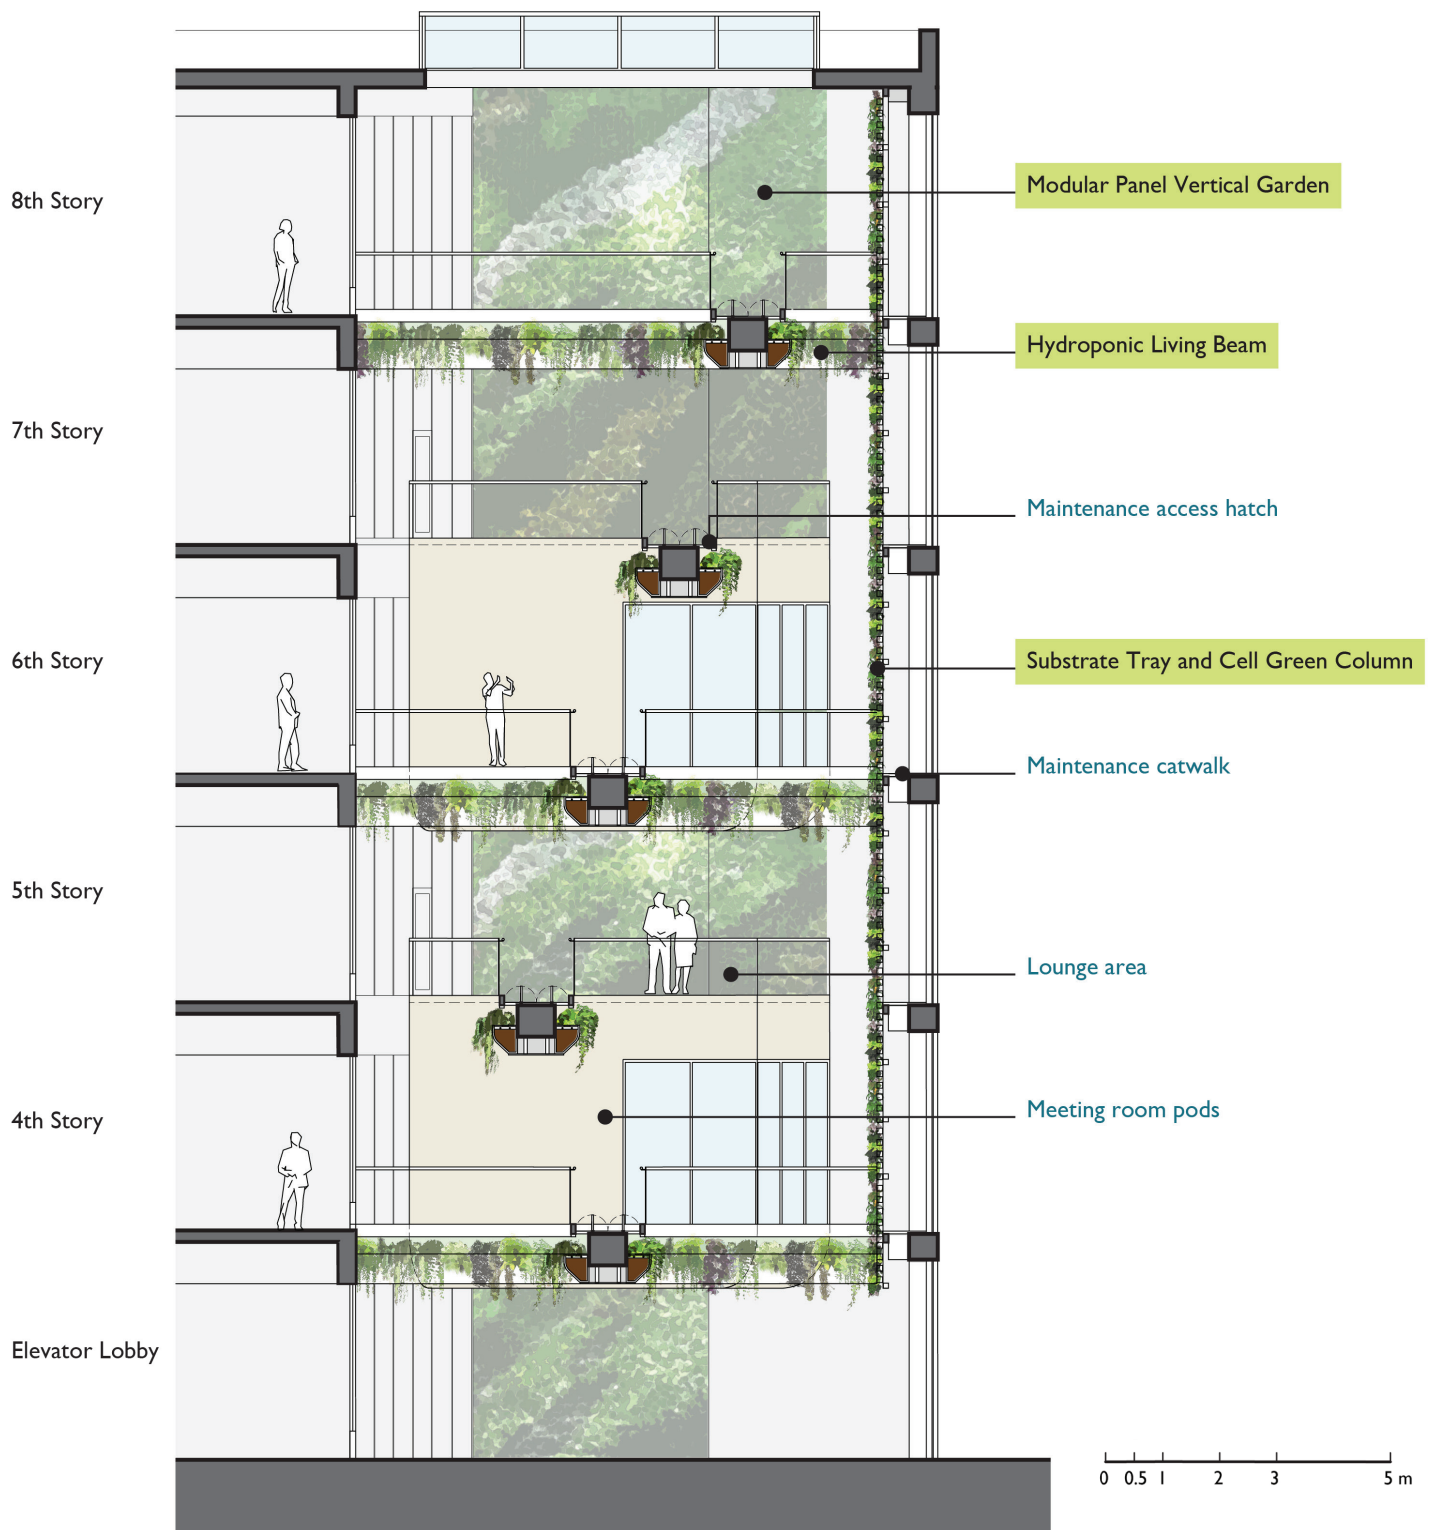 8th Story
Modular Panel Vertical Garden
Hydroponic Living Beam
7th Story
Maintenance access hatch
6th Story
Substrate Tray and Cell Green Column
Maintenance catwalk
5th Story
Lounge area
4th Story
Meeting room pods
Elevator Lobby
0 0.5 1 2 3 5 m